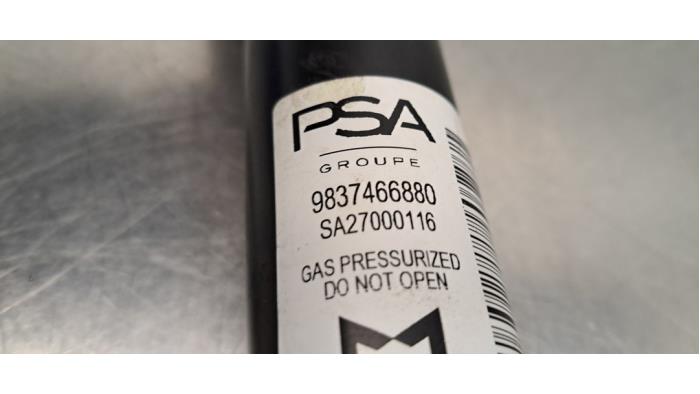 PSA
GROUPE
9837466880
SA27000116
GAS PRESSURIZED
DO NOT OPEN